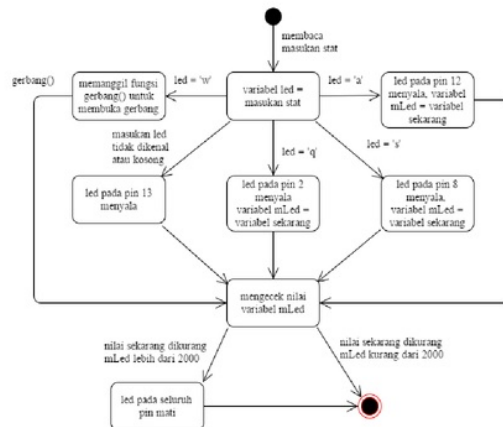 membaca
masukan stat
gerbang()
memanggil fungsi
gerbang() untuk
membuka gerbang
led = 'w'
variabel led =
masukan stat
led = 'a'
led pada pin 12
menyala, variabel
mLed = variabel
sekarang
masukan led
tidak dikenal
atau kosong
led = 'q'
led = 's'
led pada pin 13
menyala
led pada pin 2
menyala
variabel mLed =
variabel sekarang
led pada pin 8
menyala,
variabel mLed =
variabel sekarang
mengecek nilai
variabel mLed
nilai sekarang dikurang
mLed lebih dari 2000
nilai sekarang dikurang
mLed kurang dari 2000
led pada seluruh
pin mati